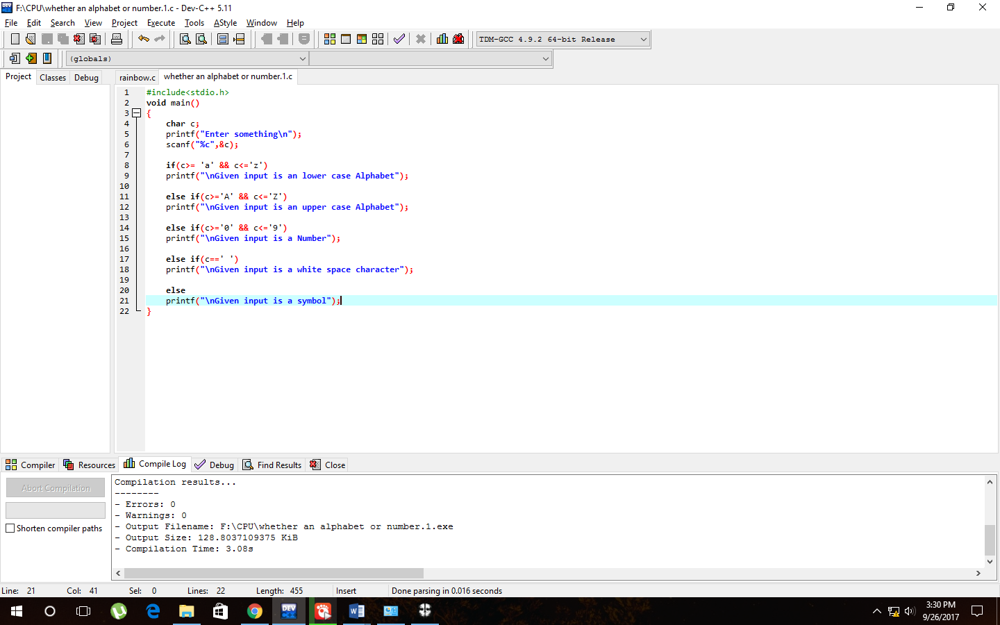 F:\CPU\whether an alphabet or number.1.c - Dev-C++ 5.11
File Edit Search View Project Execute Tools AStyle Window Help
TDM-GCC 4.9.2 64-bit Release
(globals)
Project Classes Debug rainbow.c whether an alphabet or number.1.c
1 #include<stdio.h>
2 void main()
3 {
4 char c;
5 printf("Enter something\n");
6 scanf("%c",&c);
7
8 if(c>= 'a' && c<='z')
9 printf("\nGiven input is an lower case Alphabet");
10
11 else if(c>='A' && c<='Z')
12 printf("\nGiven input is an upper case Alphabet");
13
14 else if(c>='0' && c<='9')
15 printf("\nGiven input is a Number");
16
17 else if(c==' ')
18 printf("\nGiven input is a white space character");
19
20 else
21 printf("\nGiven input is a symbol");
22 }
Compiler Resources Compile Log Debug Find Results Close
Abort Compilation
Shorten compiler paths
Compilation results...
--------
- Errors: 0
- Warnings: 0
- Output Filename: F:\CPU\whether an alphabet or number.1.exe
- Output Size: 128.8037109375 KiB
- Compilation Time: 3.08s
Line: 21 Col: 41 Sel: 0 Lines: 22 Length: 455 Insert Done parsing in 0.016 seconds
DEV
3:30 PM
9/26/2017